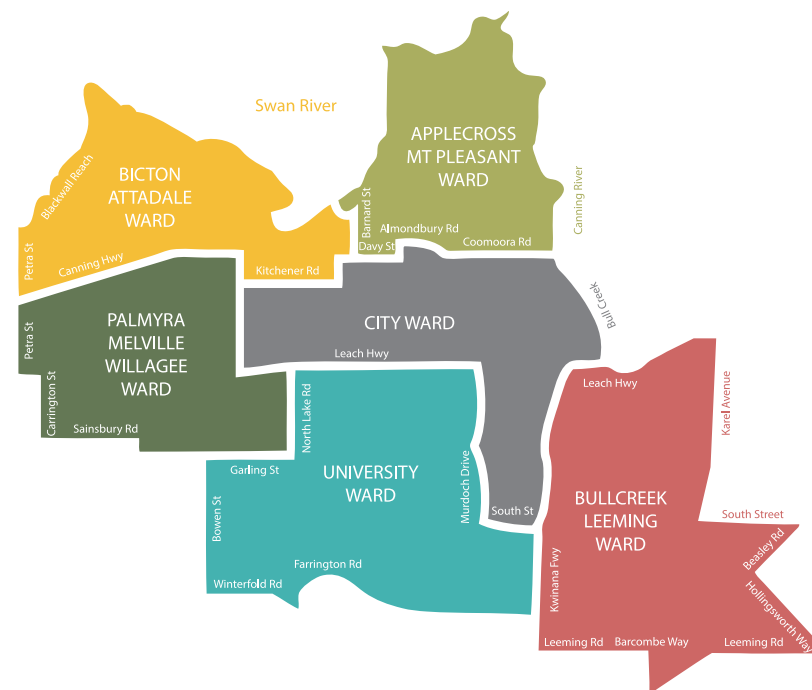 Swan River
APPLECROSS
MT PLEASANT
WARD
BICTON
ATTADALE
WARD
Blackwall Reach
Petra St
Canning Hwy
Kitchener Rd
Barnard St
Almondbury Rd
Davy St
Coomoora Rd
Canning River
PALMYRA
MELVILLE
WILLAGEE
WARD
Petra St
Carrington St
Sainsbury Rd
CITY WARD
Leach Hwy
Bull Creek
South St
North Lake Rd
UNIVERSITY
WARD
Garling St
Bowen St
Murdoch Drive
Farrington Rd
Winterfold Rd
Leach Hwy
Karel Avenue
BULLCREEK
LEEMING
WARD
South Street
Beasley Rd
Hollingsworth Way
Kwinana Fwy
Leeming Rd
Barcombe Way
Leeming Rd